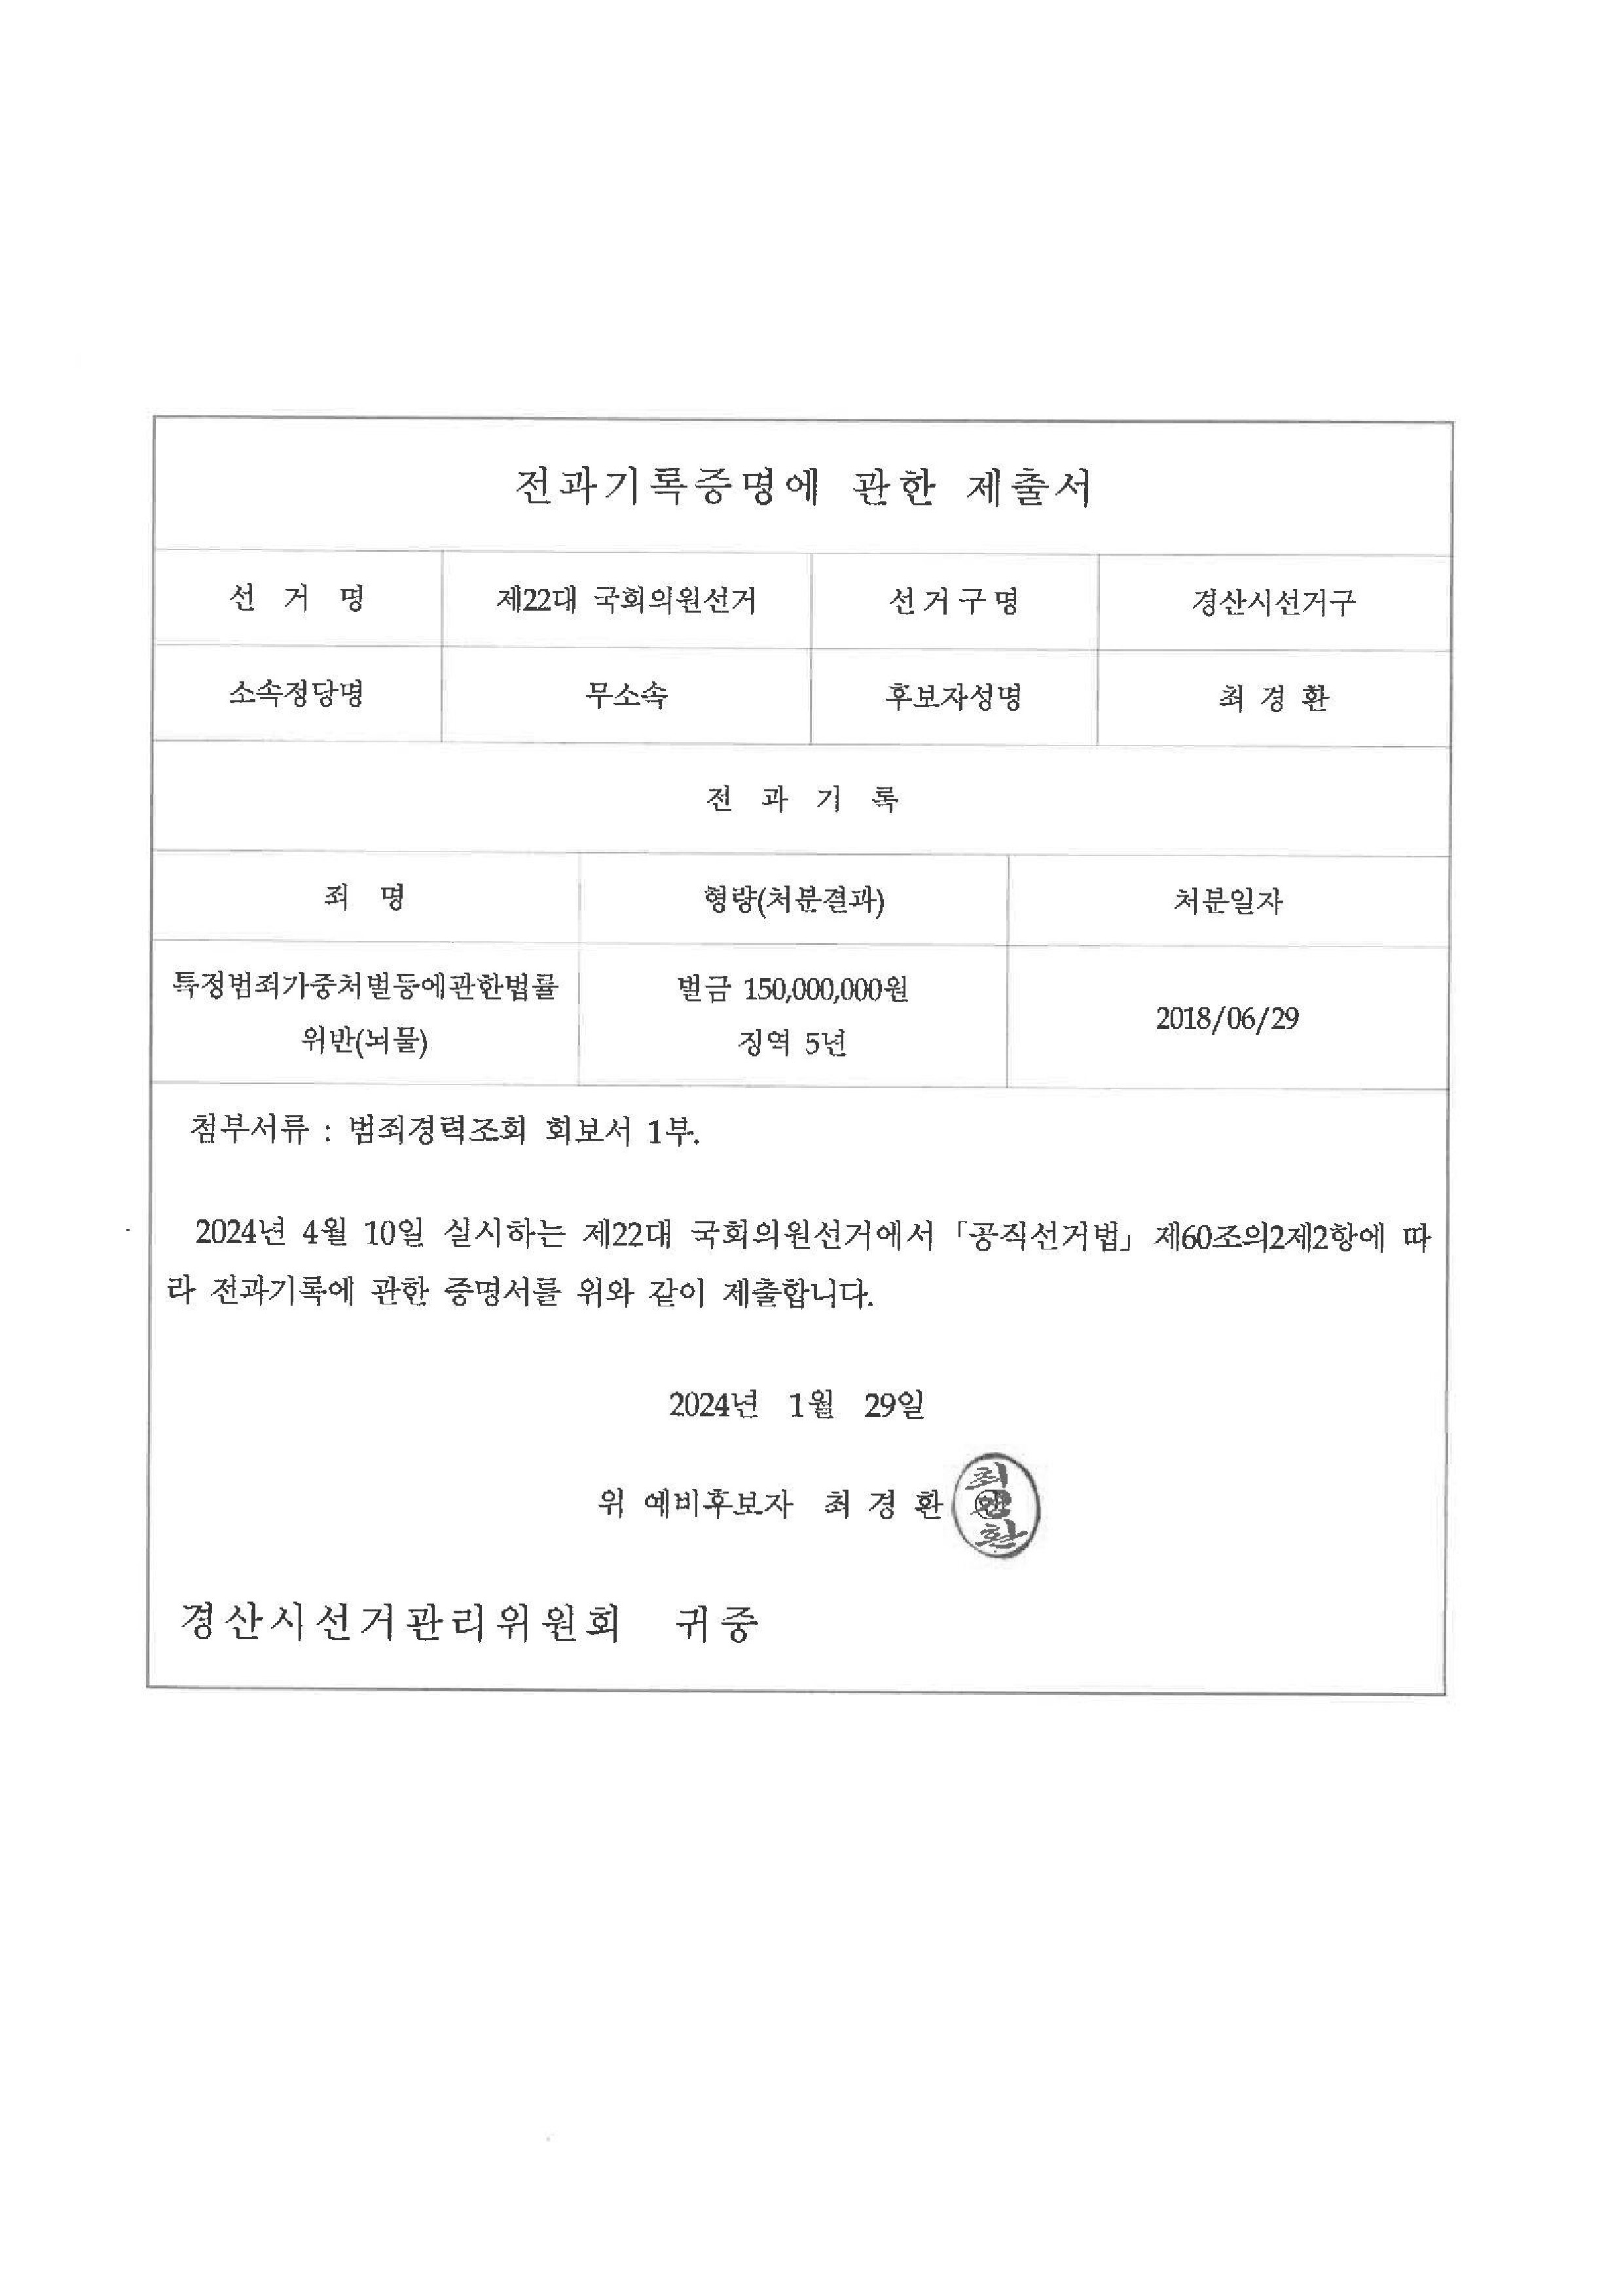 전과기록증명에 관한 제출서
선 거 명 제22대 국회의원선거 선거구명 경산시선거구
소속정당명 무소속 후보자성명 최 경 환
전 과 기 록
죄 명 형량(처분결과) 처분일자
특정범죄가중처벌등에관한법률
위반(뇌물)
벌금 150,000,000원
징역 5년
2018/06/29
첨부서류 : 범죄경력조회 회보서 1부.
2024년 4월 10일 실시하는 제22대 국회의원선거에서 「공직선거법」 제60조의2제2항에 따
라 전과기록에 관한 증명서를 위와 같이 제출합니다.
2024년 1월 29일
위 예비후보자 최 경 환
최
경
환
경산시선거관리위원회 귀중